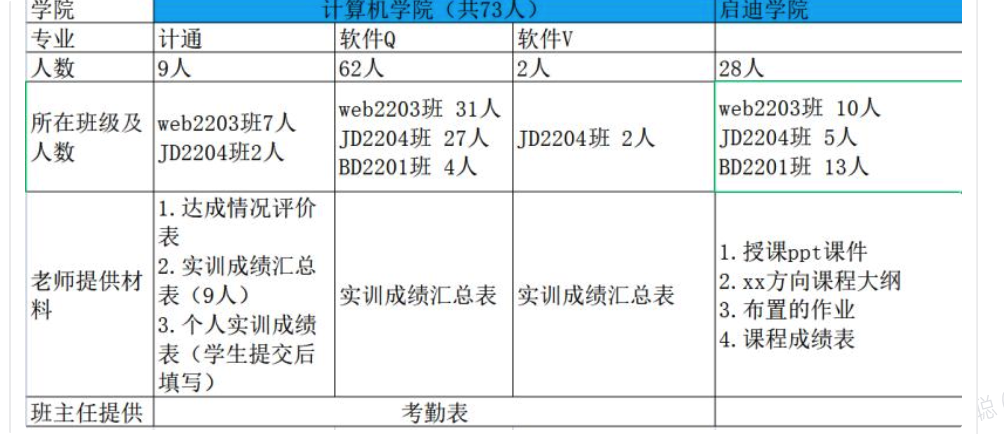 学院 计算机学院（共73人） 启迪学院
专业 计通 软件Q 软件V
人数 9人 62人 2人 28人
所在班级及人数
web2203班7人
JD2204班2人
web2203班 31人
JD2204班 27人
BD2201班 4人
JD2204班 2人
web2203班 10人
JD2204班 5人
BD2201班 13人
老师提供材料
1.达成情况评价
表
2.实训成绩汇总
表（9人）
3.个人实训成绩
表（学生提交后
填写）
实训成绩汇总表
实训成绩汇总表
1.授课ppt课件
2.xx方向课程大纲
3.布置的作业
4.课程成绩表
班主任提供 考勤表
聪